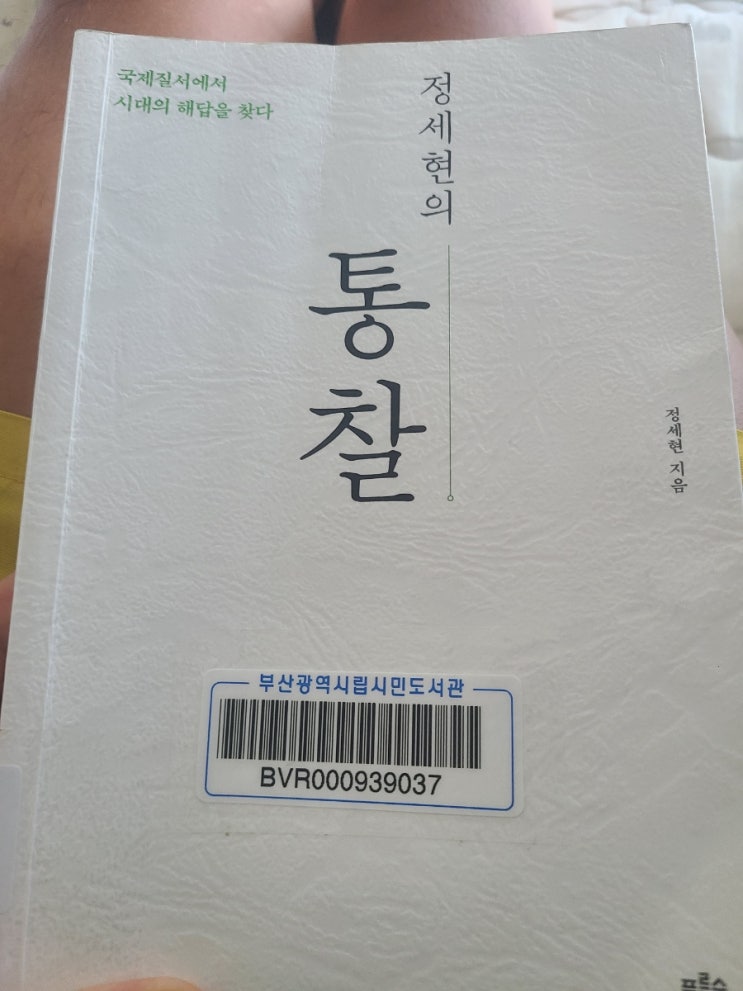 국제질서에서
시대의 해답을 찾다
정세현의
통찰
정세현 지음
부산광역시립시민도서관
BVR000939037